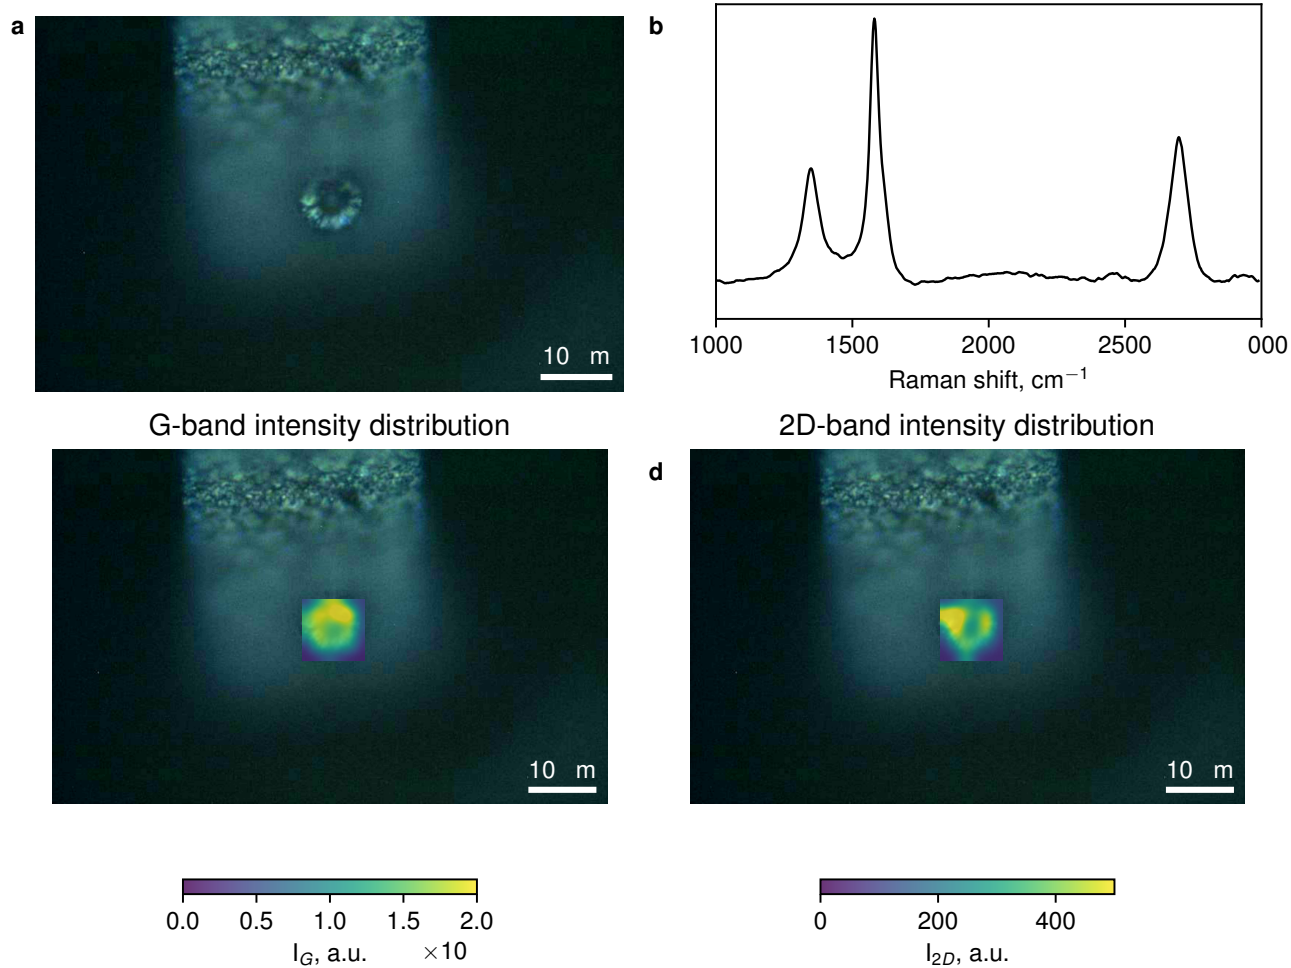 a
b
10 m
1000 1500 2000 2500 000
Raman shift, cm⁻¹
G-band intensity distribution
2D-band intensity distribution
d
10 m
10 m
0.0 0.5 1.0 1.5 2.0
I_G, a.u. ×10
0 200 400
I_2D, a.u.